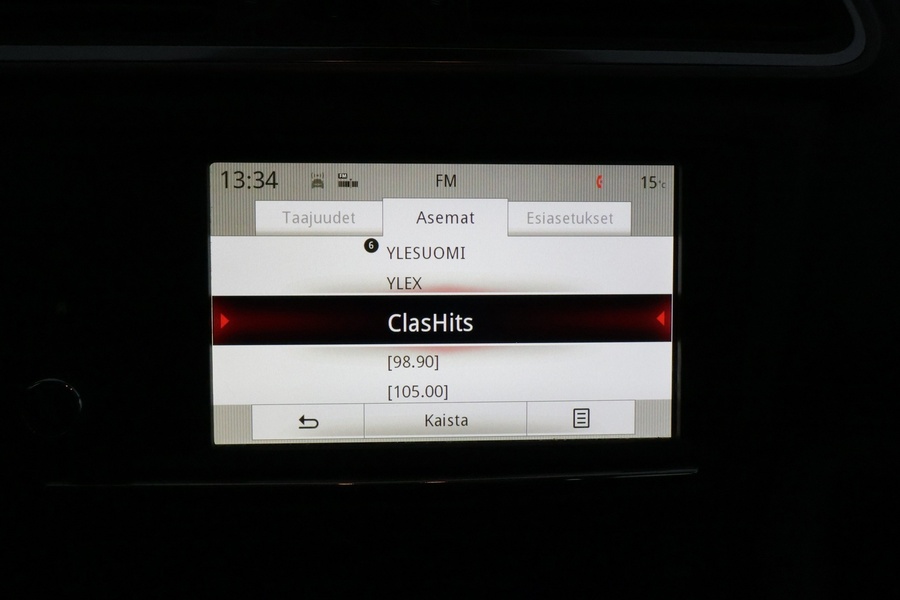 13:34 FM 15°c
Taajuudet Asemat Esiasetukset
6 YLESUOMI
YLEX
ClasHits
[98.90]
[105.00]
Kaista